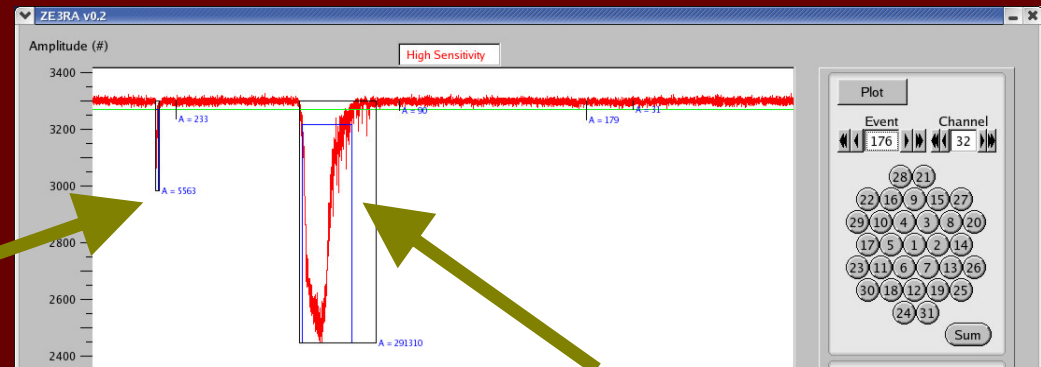 ZE3RA v0.2
Amplitude (#)
High Sensitivity
3400
3200
3000
2800
2600
2400
A = 233
A = 5563
A = 90
A = 179
A = 31
A = 291310
Plot
Event Channel
176 32
28 21
22 16 9 15 27
29 10 4 3 8 20
17 5 1 2 14
23 11 6 7 13 26
30 18 12 19 25
24 31
Sum